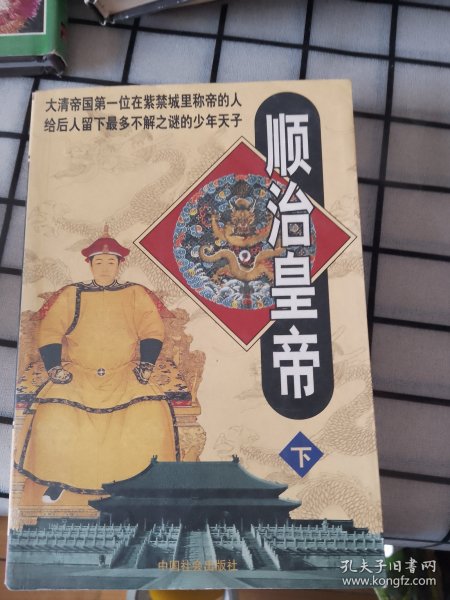 大清帝国第一位在紫禁城里称帝的人
给后人留下最多不解之谜的少年天子
顺治皇帝
下
中国社会出版社
孔夫子旧书网
www.kongfz.com